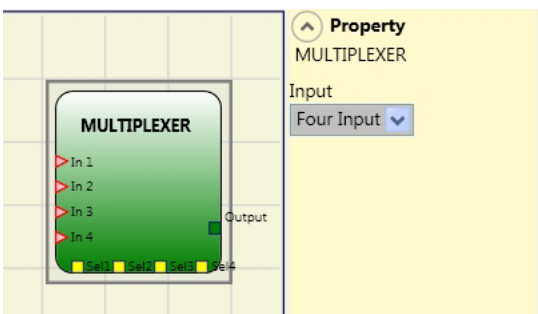 MULTIPLEXER
In 1
In 2
In 3
In 4
Output
Sel1 Sel2 Sel3 Sel4
Property
MULTIPLEXER
Input
Four Input